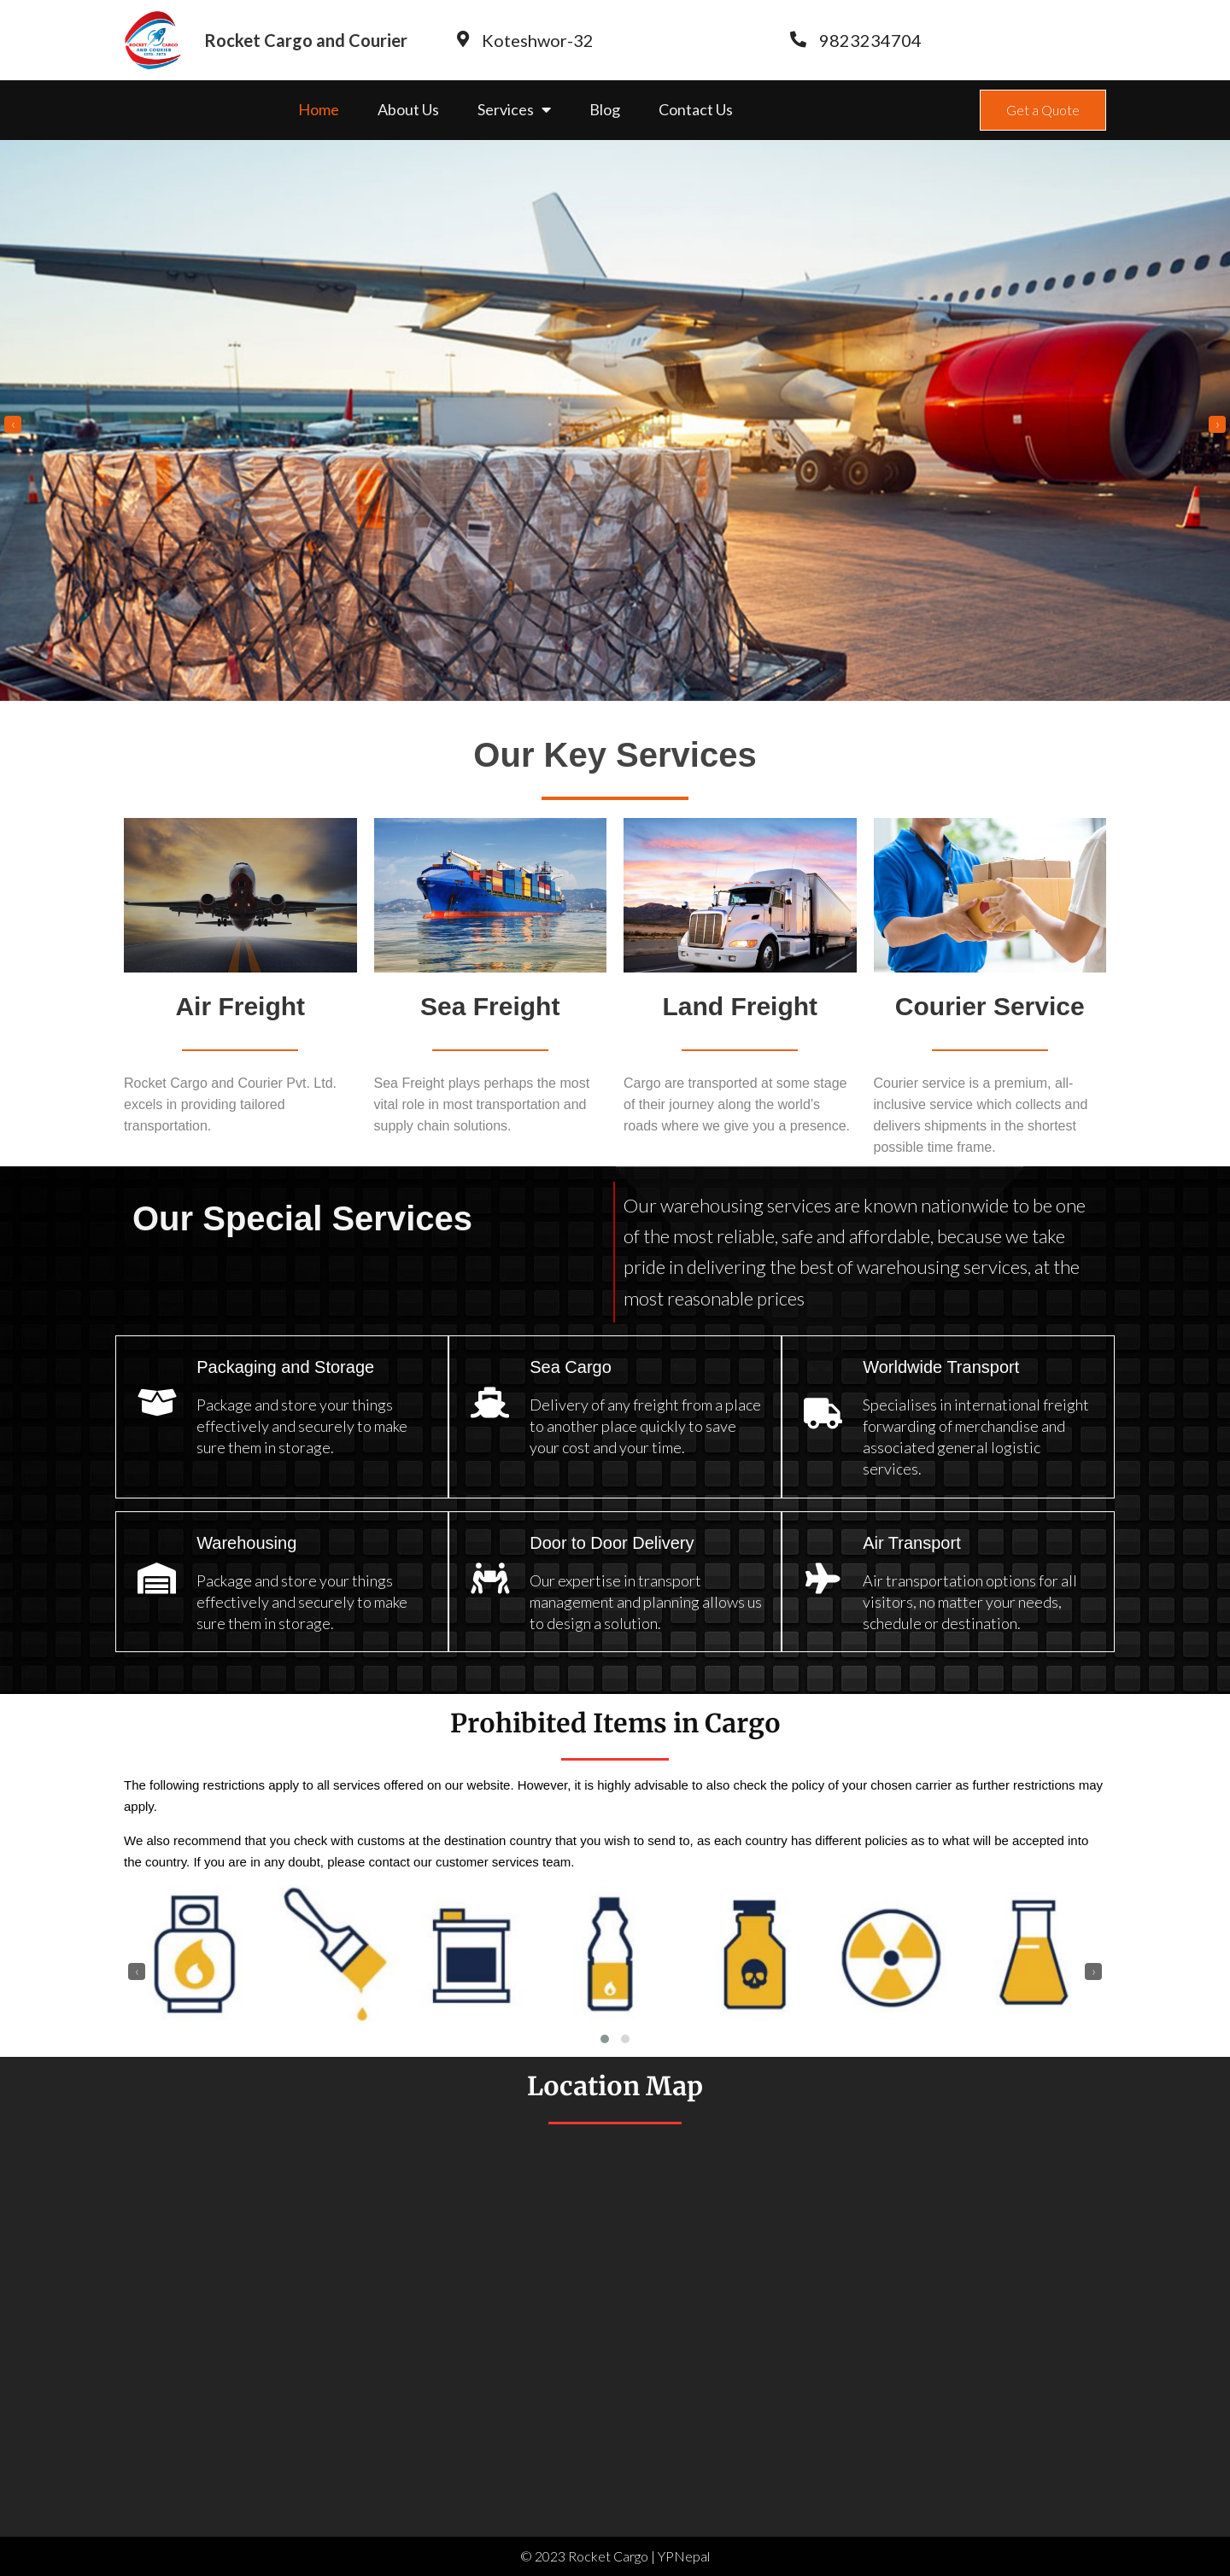 ROCKET CARGO
AND COURIER
Rocket Cargo and Courier
Koteshwor-32
9823234704
Home
About Us
Services
Blog
Contact Us
Get a Quote
Our Key Services
Air Freight
Rocket Cargo and Courier Pvt. Ltd.
excels in providing tailored
transportation.
Sea Freight
Sea Freight plays perhaps the most
vital role in most transportation and
supply chain solutions.
Land Freight
Cargo are transported at some stage
of their journey along the world's
roads where we give you a presence.
Courier Service
Courier service is a premium, all-
inclusive service which collects and
delivers shipments in the shortest
possible time frame.
Our Special Services
Our warehousing services are known nationwide to be one
of the most reliable, safe and affordable, because we take
pride in delivering the best of warehousing services, at the
most reasonable prices
Packaging and Storage
Package and store your things
effectively and securely to make
sure them in storage.
Sea Cargo
Delivery of any freight from a place
to another place quickly to save
your cost and your time.
Worldwide Transport
Specialises in international freight
forwarding of merchandise and
associated general logistic
services.
Warehousing
Package and store your things
effectively and securely to make
sure them in storage.
Door to Door Delivery
Our expertise in transport
management and planning allows us
to design a solution.
Air Transport
Air transportation options for all
visitors, no matter your needs,
schedule or destination.
Prohibited Items in Cargo
The following restrictions apply to all services offered on our website. However, it is highly advisable to also check the policy of your chosen carrier as further restrictions may
apply.
We also recommend that you check with customs at the destination country that you wish to send to, as each country has different policies as to what will be accepted into
the country. If you are in any doubt, please contact our customer services team.
Location Map
© 2023 Rocket Cargo | YPNepal